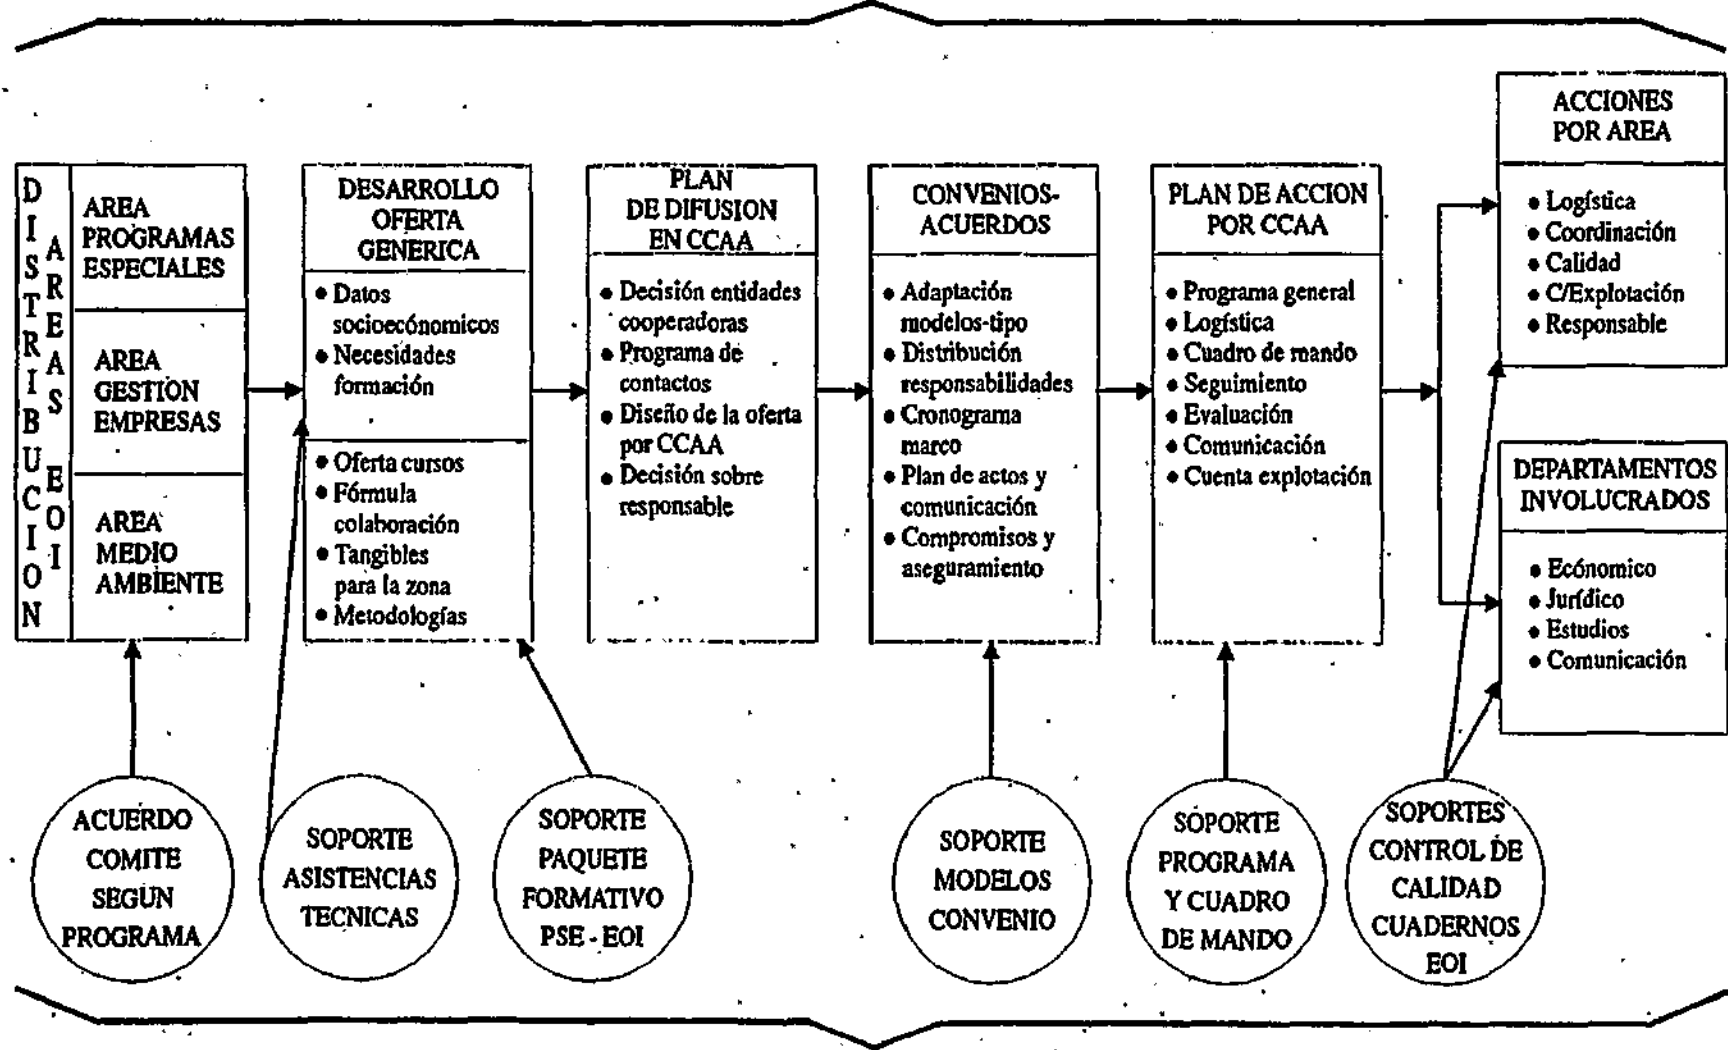 DISTRIBUCION
AREAS EOI
AREA
PROGRAMAS
ESPECIALES
AREA
GESTIÓN
EMPRESAS
AREA
MEDIO
AMBIENTE
DESARROLLO
OFERTA
GENERICA
• Datos
socioecónomicos
• Necesidades
formación
• Oferta cursos
• Fórmula
colaboración
• Tangibles
para la zona
• Metodologías
PLAN
DE DIFUSION
EN CCAA
• Decisión entidades
cooperadoras
• Programa de
contactos
• Diseño de la oferta
por CCAA
• Decisión sobre
responsable
CONVENIOS-
ACUERDOS
• Adaptación
modelos-tipo
• Distribución
responsabilidades
• Cronograma
marco
• Plan de actos y
comunicación
• Compromisos y
aseguramiento
PLAN DE ACCION
POR CCAA
• Programa general
• Logística
• Cuadro de mando
• Seguimiento
• Evaluación
• Comunicación
• Cuenta explotación
ACCIONES
POR AREA
• Logística
• Coordinación
• Calidad
• C/Explotación
• Responsable
DEPARTAMENTOS
INVOLUCRADOS
• Ecónomico
• Jurídico
• Estudios
• Comunicación
ACUERDO
COMITE
SEGÚN
PROGRAMA
SOPORTE
ASISTENCIAS
TECNICAS
SOPORTE
PAQUETE
FORMATIVO
PSE - EOI
SOPORTE
MODELOS
CONVENIO
SOPORTE
PROGRAMA
Y CUADRO
DE MANDO
SOPORTES
CONTROL DE
CALIDAD
CUADERNOS
EOI